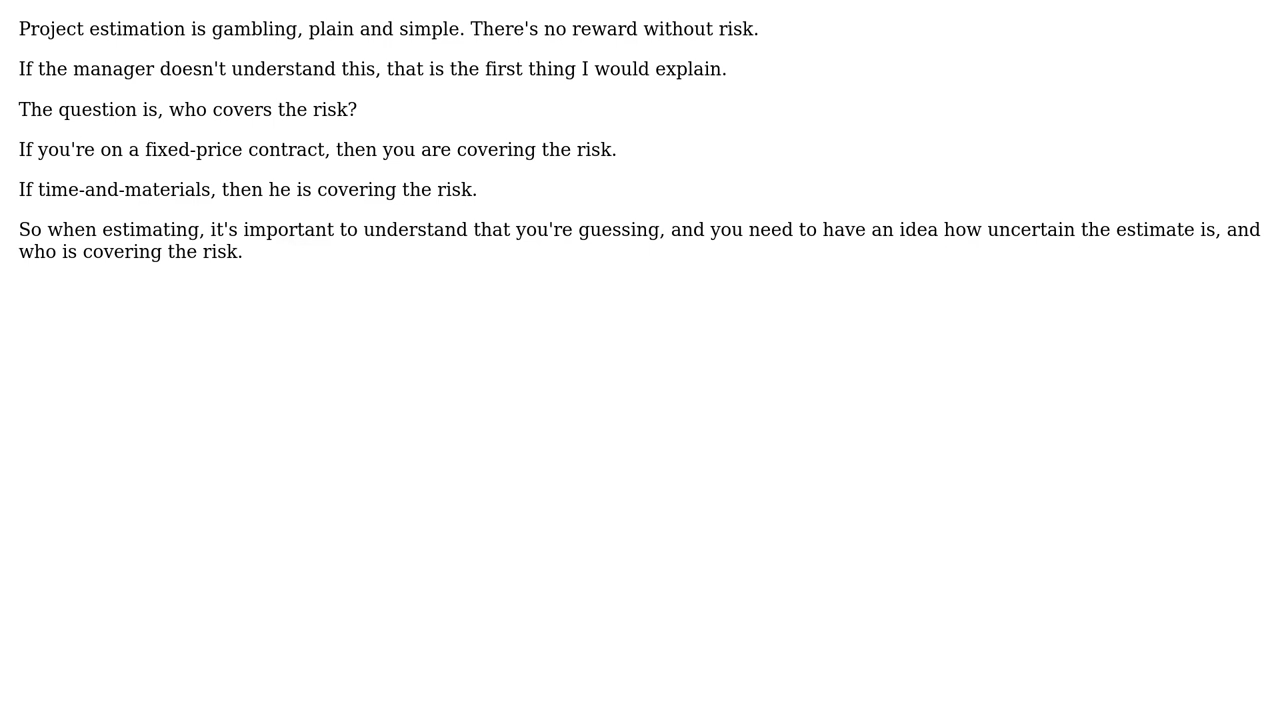 Project estimation is gambling, plain and simple. There's no reward without risk.
If the manager doesn't understand this, that is the first thing I would explain.
The question is, who covers the risk?
If you're on a fixed-price contract, then you are covering the risk.
If time-and-materials, then he is covering the risk.
So when estimating, it's important to understand that you're guessing, and you need to have an idea how uncertain the estimate is, and
who is covering the risk.